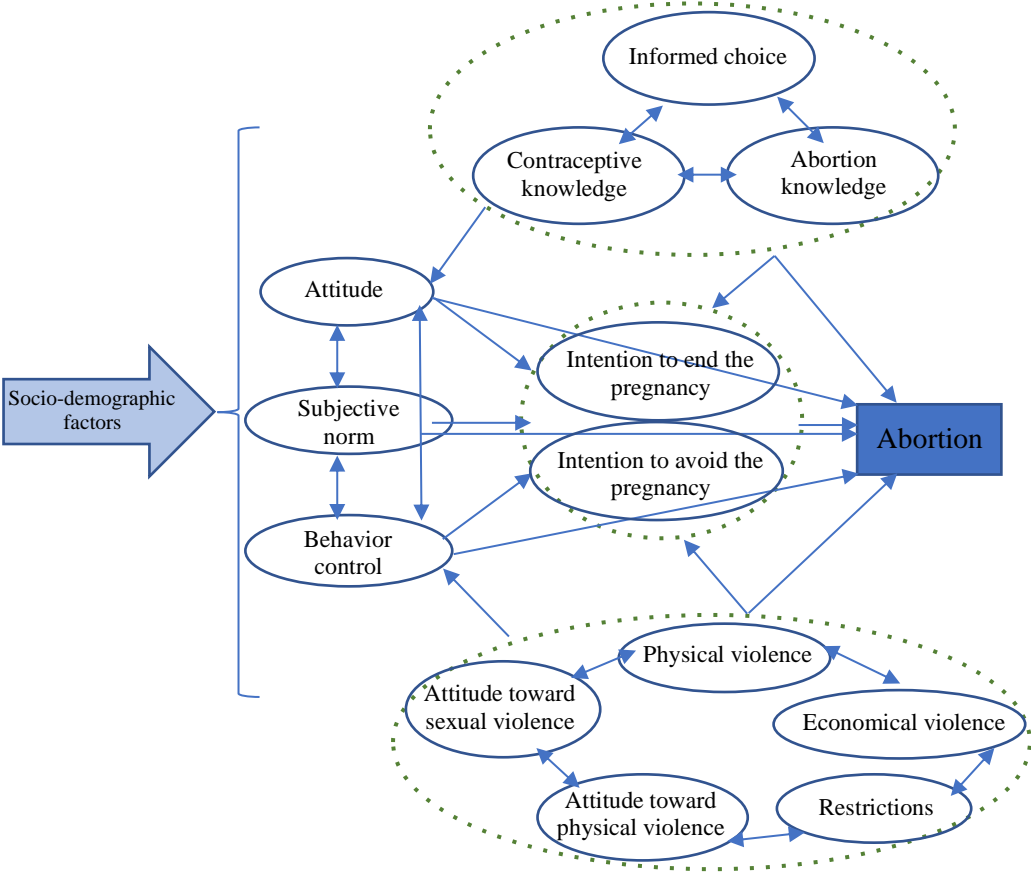 Informed choice
Contraceptive
knowledge
Abortion
knowledge
Attitude
Socio-demographic
factors
Subjective
norm
Behavior
control
Intention to end the
pregnancy
Intention to avoid the
pregnancy
Abortion
Physical violence
Attitude toward
sexual violence
Economical violence
Attitude toward
physical violence
Restrictions